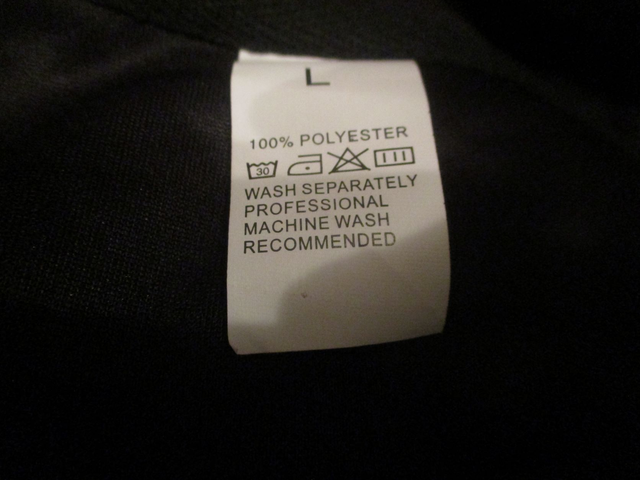 L
100% POLYESTER
30
WASH SEPARATELY
PROFESSIONAL
MACHINE WASH
RECOMMENDED